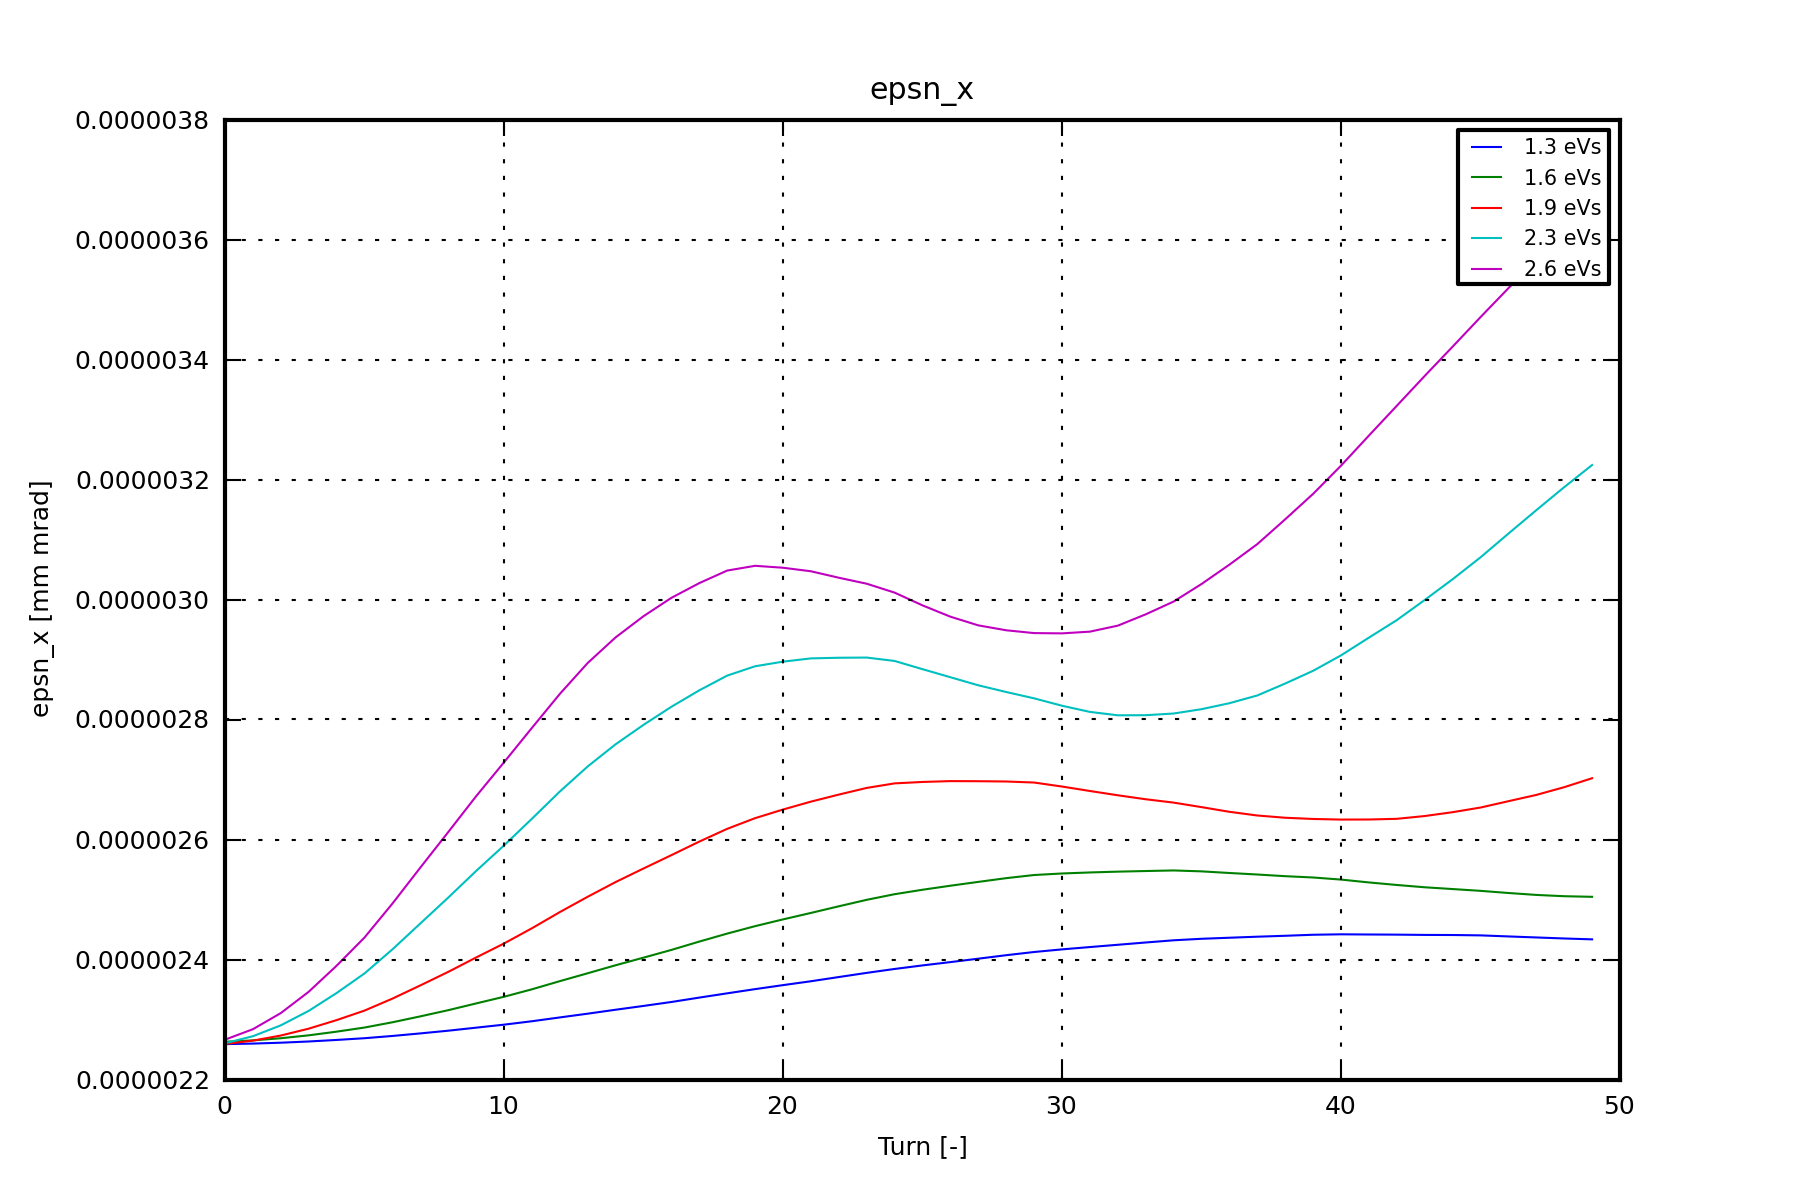 epsn_x
0.0000038
0.0000036
0.0000034
0.0000032
0.0000030
0.0000028
0.0000026
0.0000024
0.0000022
epsn_x [mm mrad]
1.3 eVs
1.6 eVs
1.9 eVs
2.3 eVs
2.6 eVs
0 10 20 30 40 50
Turn [-]